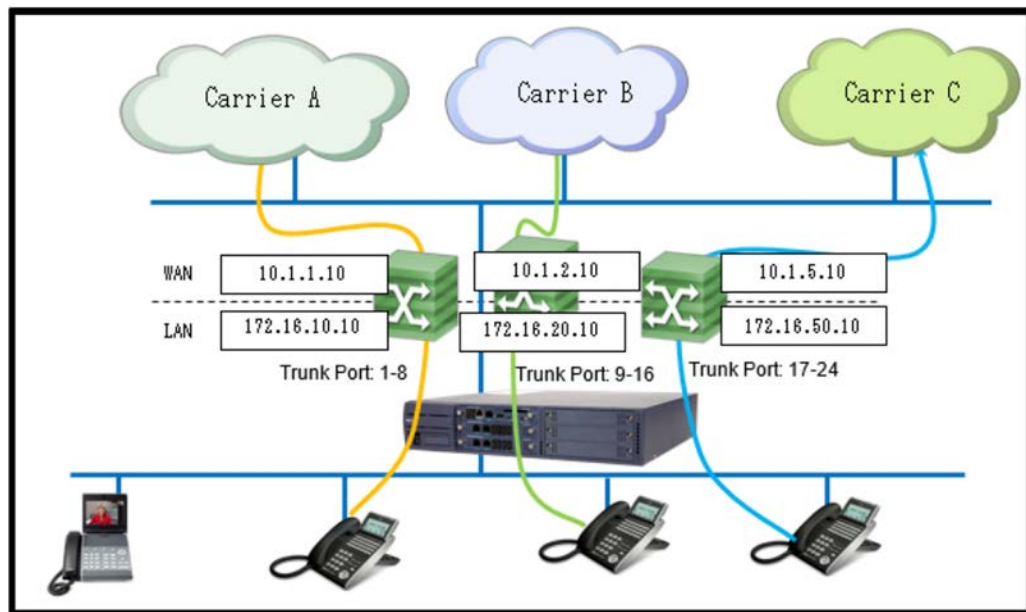 Carrier A
Carrier B
Carrier C
WAN
10.1.1.10
10.1.2.10
10.1.5.10
LAN
172.16.10.10
172.16.20.10
172.16.50.10
Trunk Port: 1-8
Trunk Port: 9-16
Trunk Port: 17-24